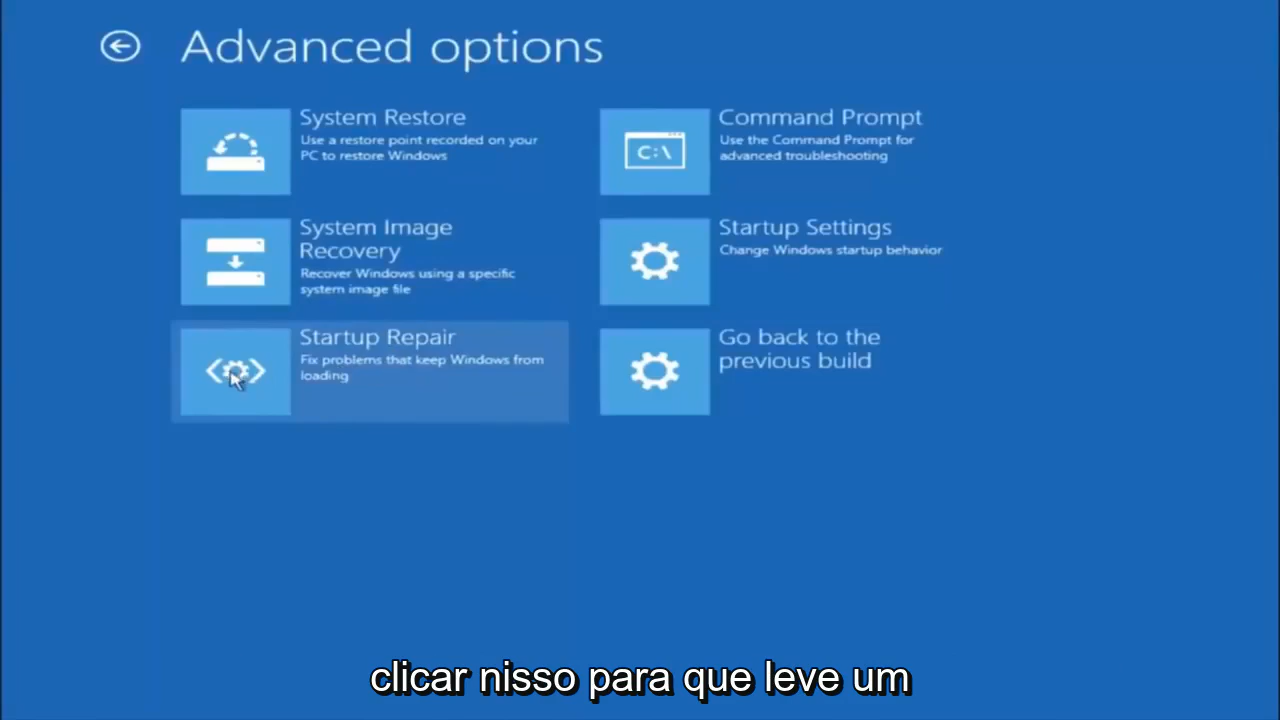 Advanced options
System Restore
Use a restore point recorded on your
PC to restore Windows
System Image
Recovery
Recover Windows using a specific
system image file
Startup Repair
Fix problems that keep Windows from
loading
Command Prompt
Use the Command Prompt for
advanced troubleshooting
C:\
Startup Settings
Change Windows startup behavior
Go back to the
previous build
clicar nisso para que leve um